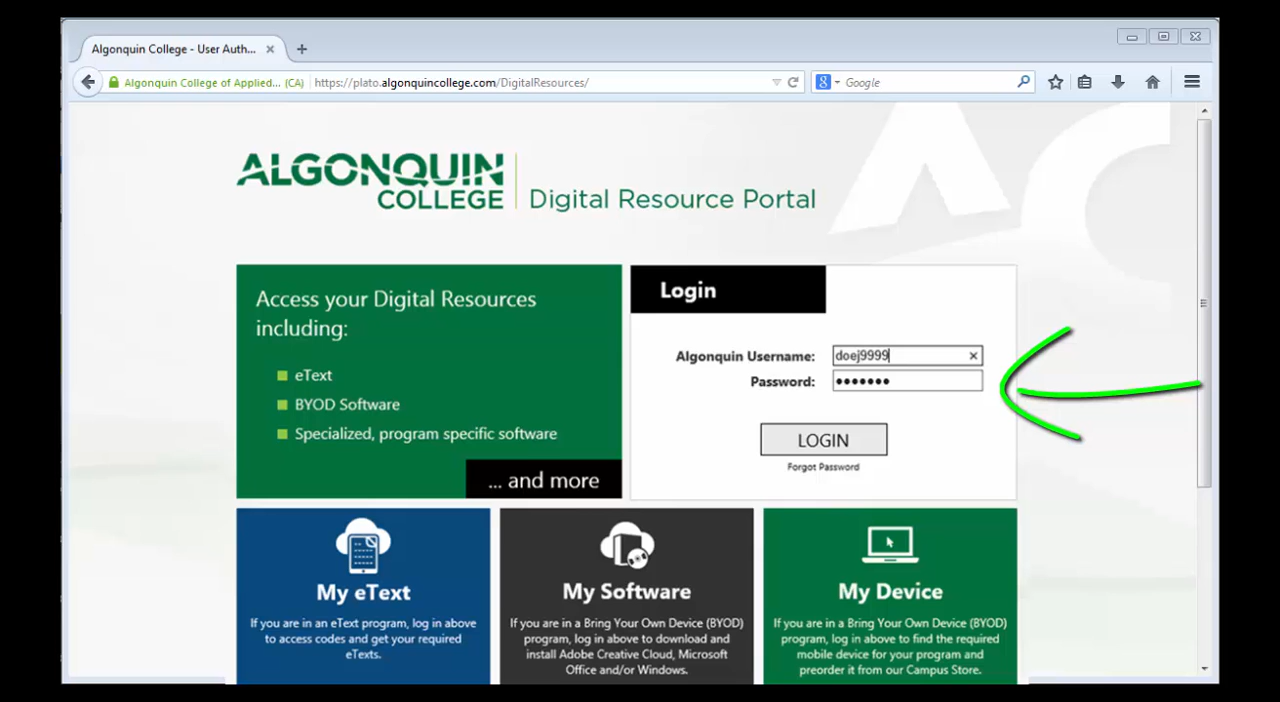 Algonquin College - User Auth...
Algonquin College of Applied... (CA)
https://plato.algonquincollege.com/DigitalResources/
Google
ALGONQUIN
COLLEGE
Digital Resource Portal
Access your Digital Resources
including:
eText
BYOD Software
Specialized, program specific software
... and more
Login
Algonquin Username:
doej9999
Password:
•••••••
LOGIN
Forgot Password
My eText
If you are in an eText program, log in above
to access codes and get your required
eTexts.
My Software
If you are in a Bring Your Own Device (BYOD)
program, log in above to download and
install Adobe Creative Cloud, Microsoft
Office and/or Windows.
My Device
If you are in a Bring Your Own Device (BYOD)
program, log in above to find the required
mobile device for your program and
preorder it from our Campus Store.